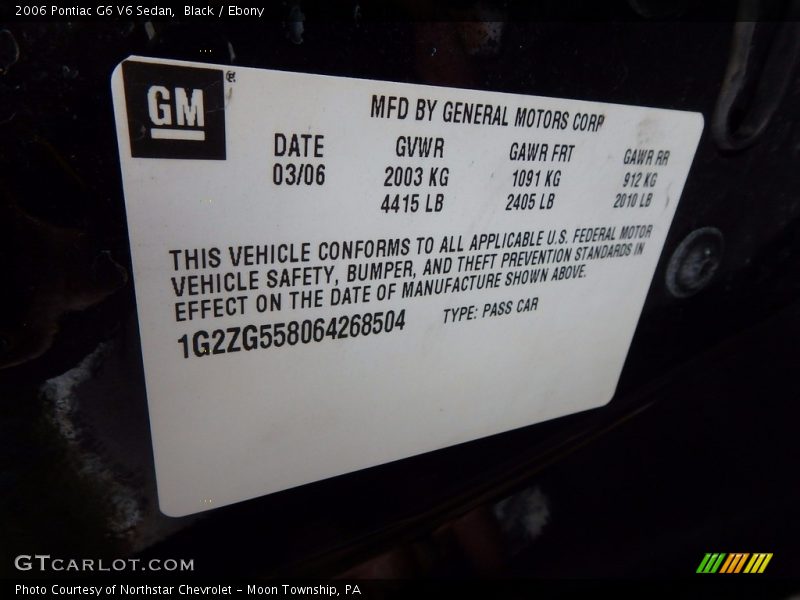 2006 Pontiac G6 V6 Sedan,  Black / Ebony
GM®
MFD BY GENERAL MOTORS CORP
DATE GVWR GAWR FRT GAWR RR
03/06 2003 KG 1091 KG 912 KG
4415 LB 2405 LB 2010 LB
THIS VEHICLE CONFORMS TO ALL APPLICABLE U.S. FEDERAL MOTOR
VEHICLE SAFETY, BUMPER, AND THEFT PREVENTION STANDARDS IN
EFFECT ON THE DATE OF MANUFACTURE SHOWN ABOVE.
1G2ZG558064268504 TYPE: PASS CAR
GTCARLOT.COM
Photo Courtesy of Northstar Chevrolet - Moon Township, PA